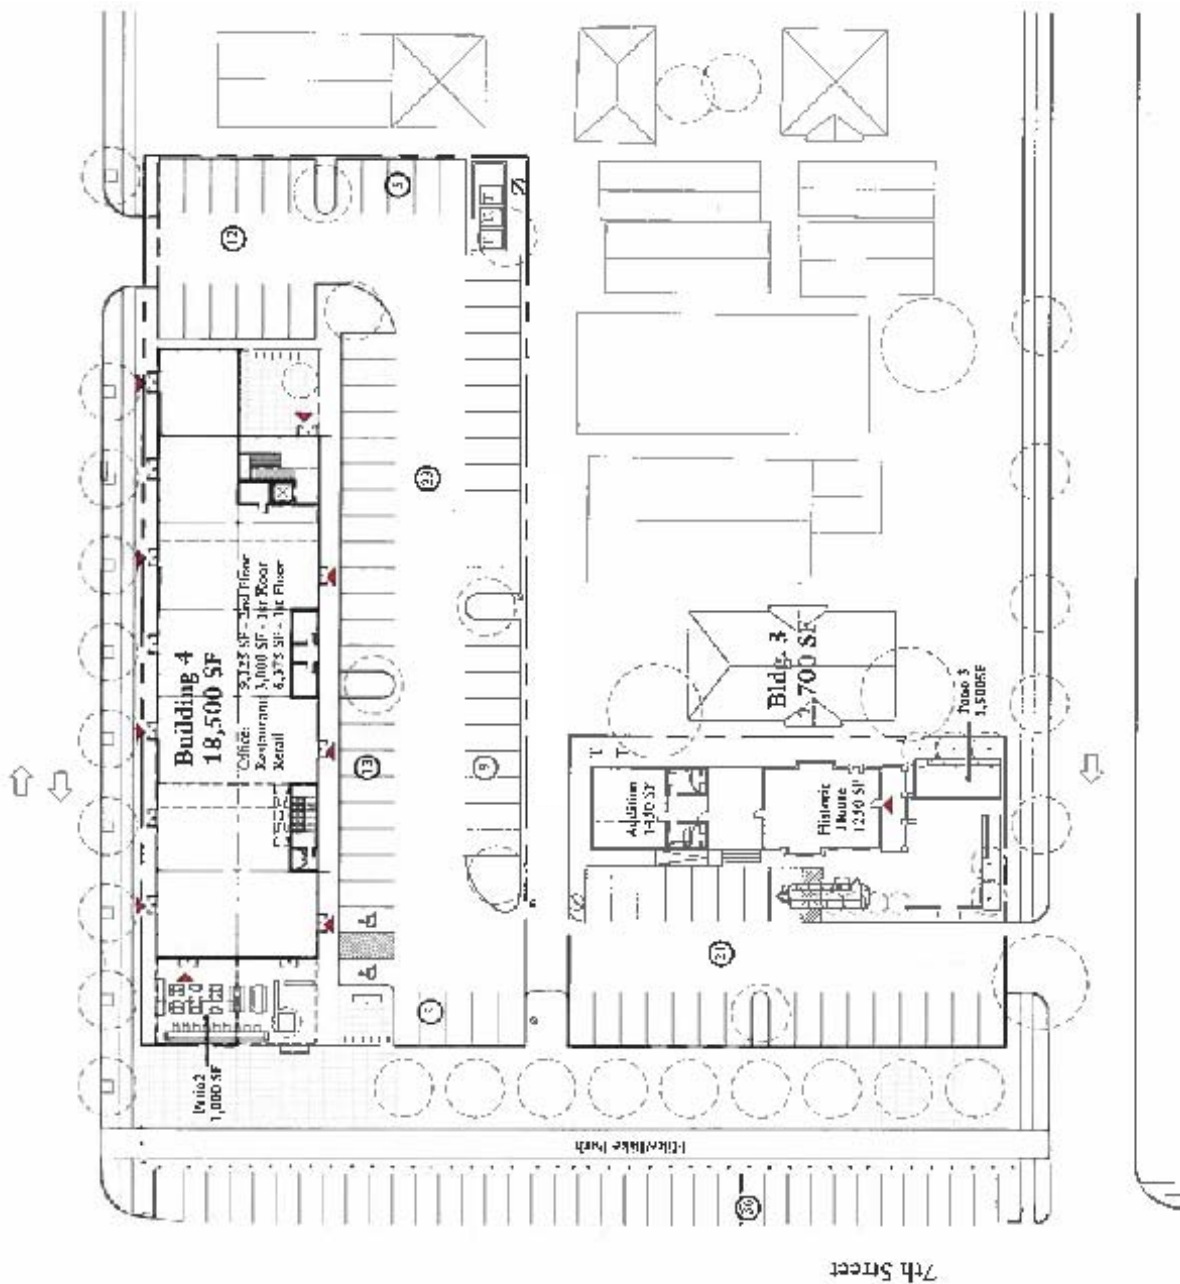 Building 4
18,500 SF
Office: 9,125 SF - 2nd Floor
Restaurant: 3,000 SF - 1st Floor
Retail 6,375 SF - 1st Floor
Bldg. 3
2,700 SF
Addition
1450 SF
Historic
House
1250 SF
Patio 3
1,500SF
Patio 2
1,000 SF
Hike/Bike Path
7th Street
12
5
23
13
9
21
T
T